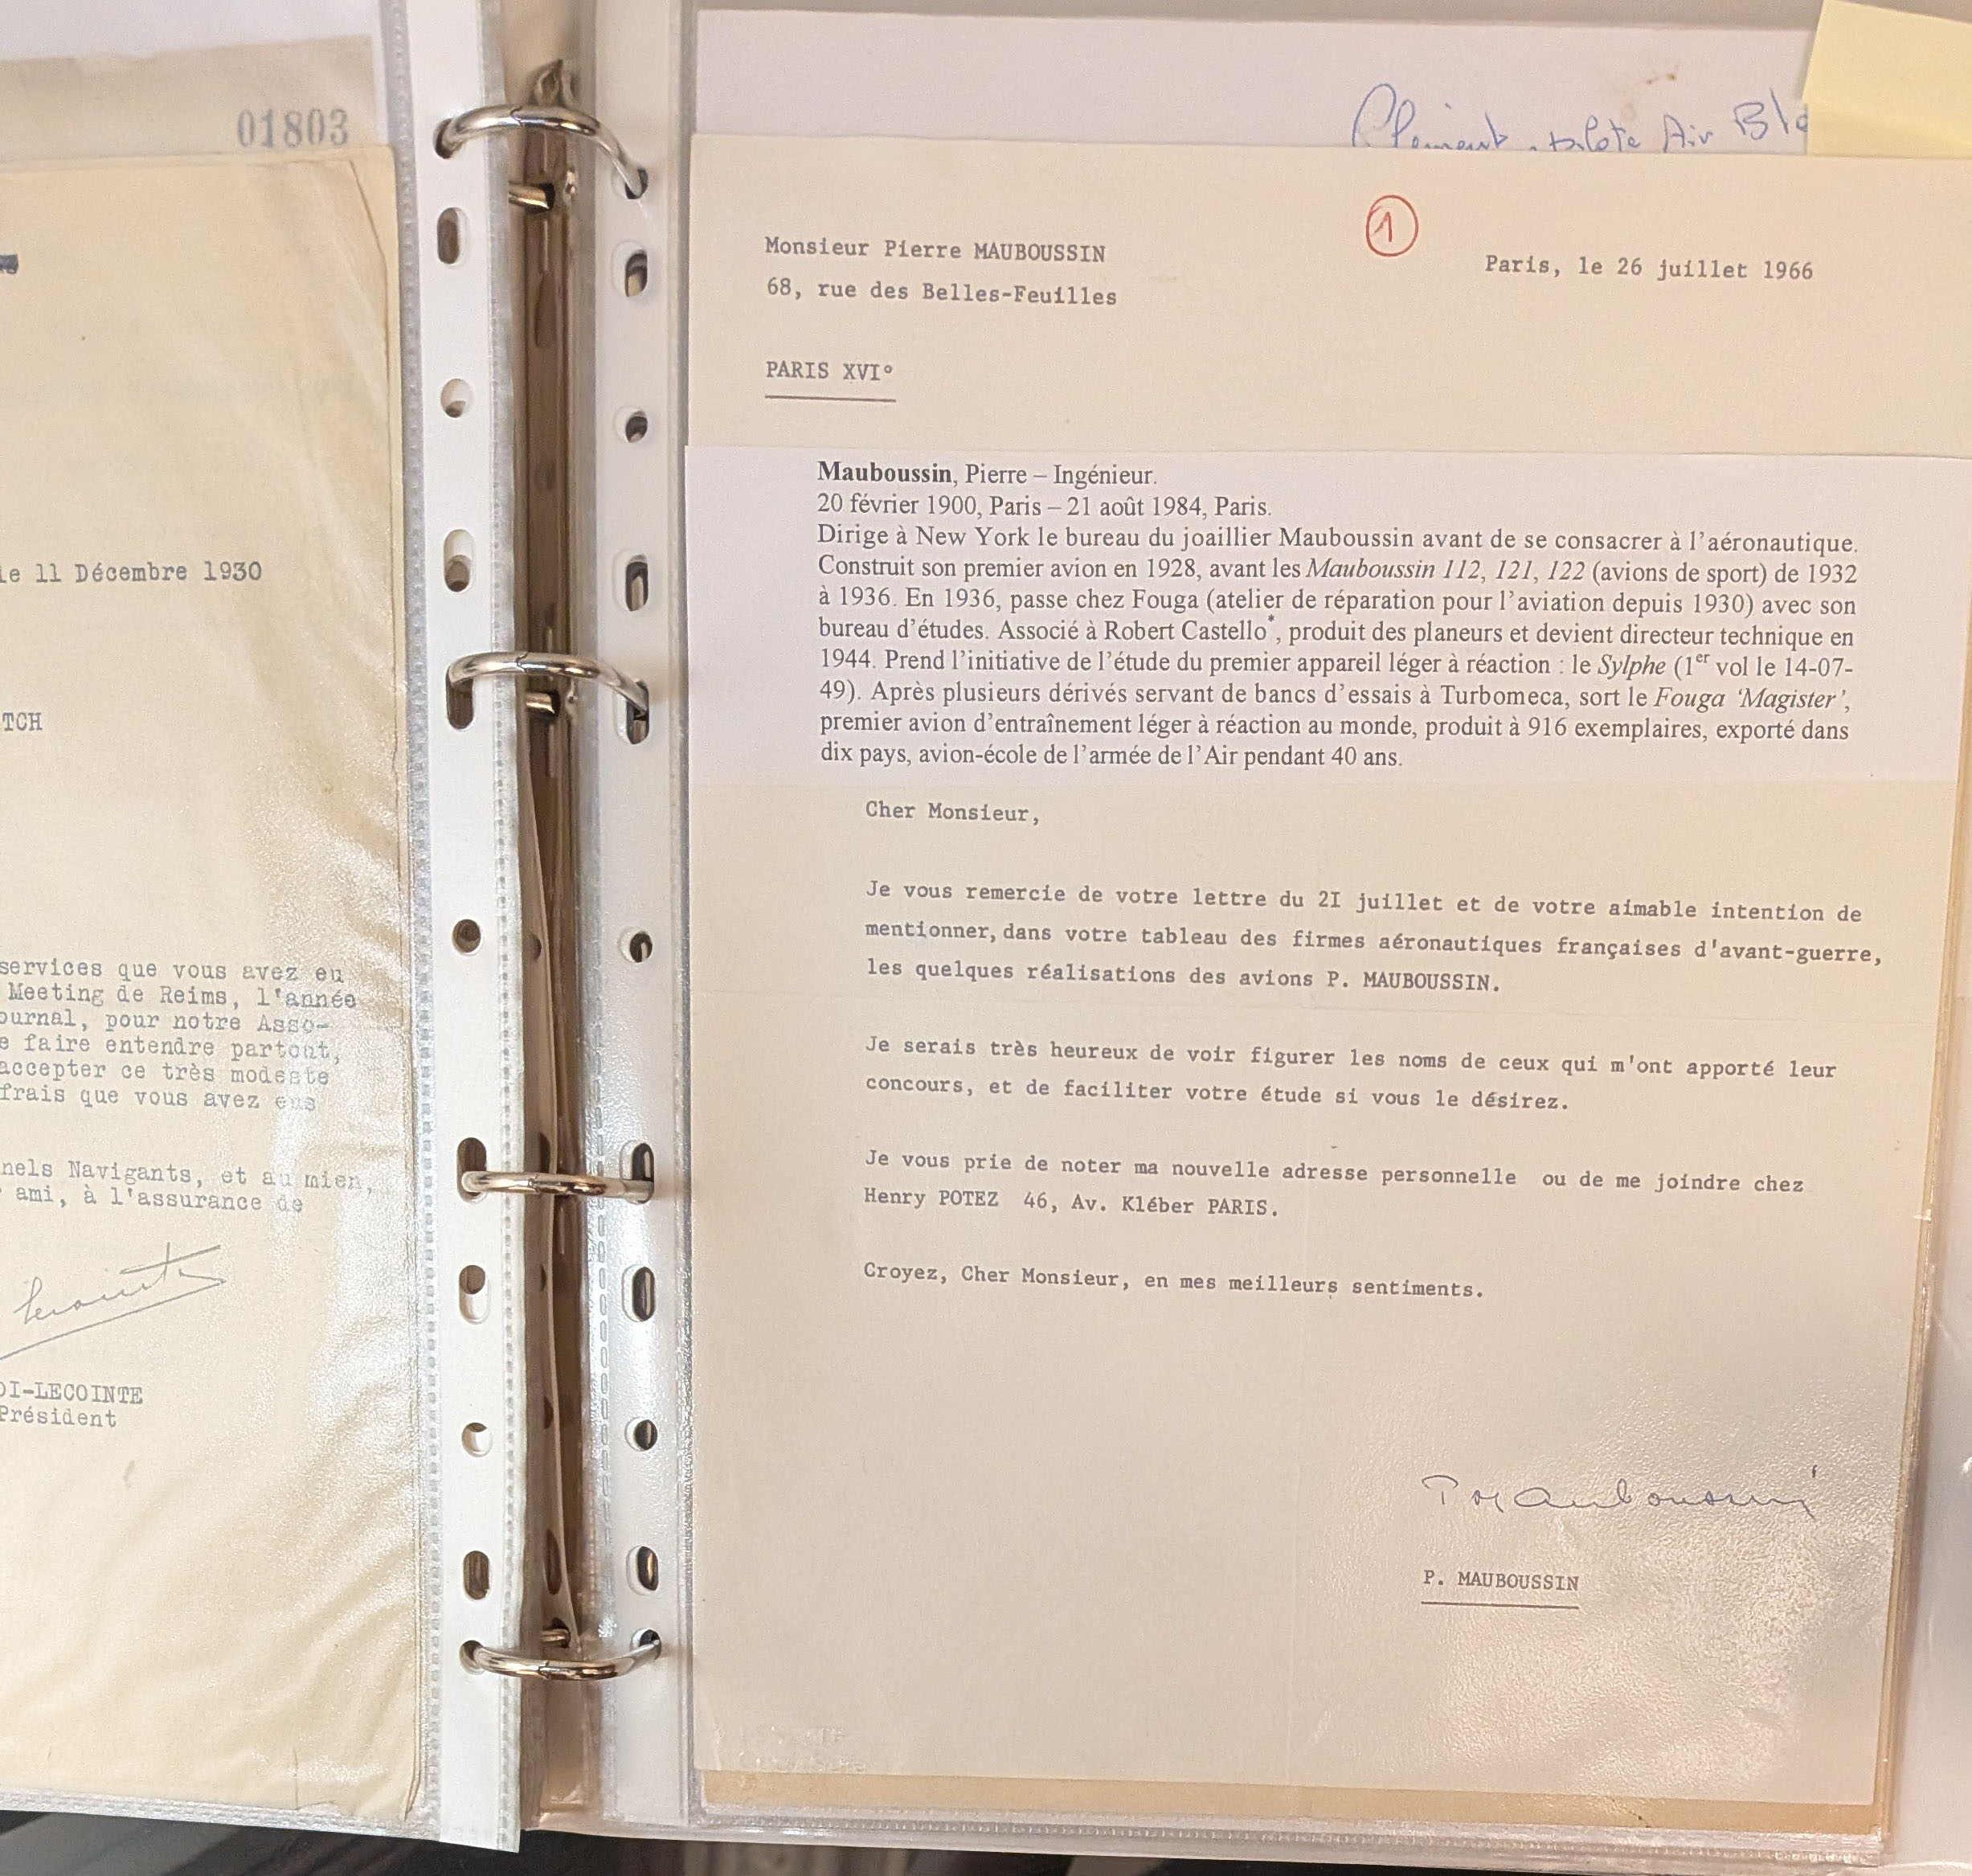 01803
le 11 Décembre 1930
TCH
services que vous avez eu
Meeting de Reims, l'année
ournal, pour notre Asso-
e faire entendre partout,
accepter ce très modeste
frais que vous avez eus
nels Navigants, et au mien,
ami, à l'assurance de
Lecointe
OI-LECOINTE
Président
Clément pilote Air Ble
1
Monsieur Pierre MAUBOUSSIN
68, rue des Belles-Feuilles
Paris, le 26 juillet 1966
PARIS XVI°
Mauboussin, Pierre – Ingénieur.
20 février 1900, Paris – 21 août 1984, Paris.
Dirige à New York le bureau du joaillier Mauboussin avant de se consacrer à l'aéronautique.
Construit son premier avion en 1928, avant les Mauboussin 112, 121, 122 (avions de sport) de 1932
à 1936. En 1936, passe chez Fouga (atelier de réparation pour l'aviation depuis 1930) avec son
bureau d'études. Associé à Robert Castello*, produit des planeurs et devient directeur technique en
1944. Prend l'initiative de l'étude du premier appareil léger à réaction : le Sylphe (1er vol le 14-07-
49). Après plusieurs dérivés servant de bancs d'essais à Turbomeca, sort le Fouga 'Magister',
premier avion d'entraînement léger à réaction au monde, produit à 916 exemplaires, exporté dans
dix pays, avion-école de l'armée de l'Air pendant 40 ans.
Cher Monsieur,
Je vous remercie de votre lettre du 2I juillet et de votre aimable intention de
mentionner, dans votre tableau des firmes aéronautiques françaises d'avant-guerre,
les quelques réalisations des avions P. MAUBOUSSIN.
Je serais très heureux de voir figurer les noms de ceux qui m'ont apporté leur
concours, et de faciliter votre étude si vous le désirez.
Je vous prie de noter ma nouvelle adresse personnelle ou de me joindre chez
Henry POTEZ 46, Av. Kléber PARIS.
Croyez, Cher Monsieur, en mes meilleurs sentiments.
P Mauboussin
P. MAUBOUSSIN